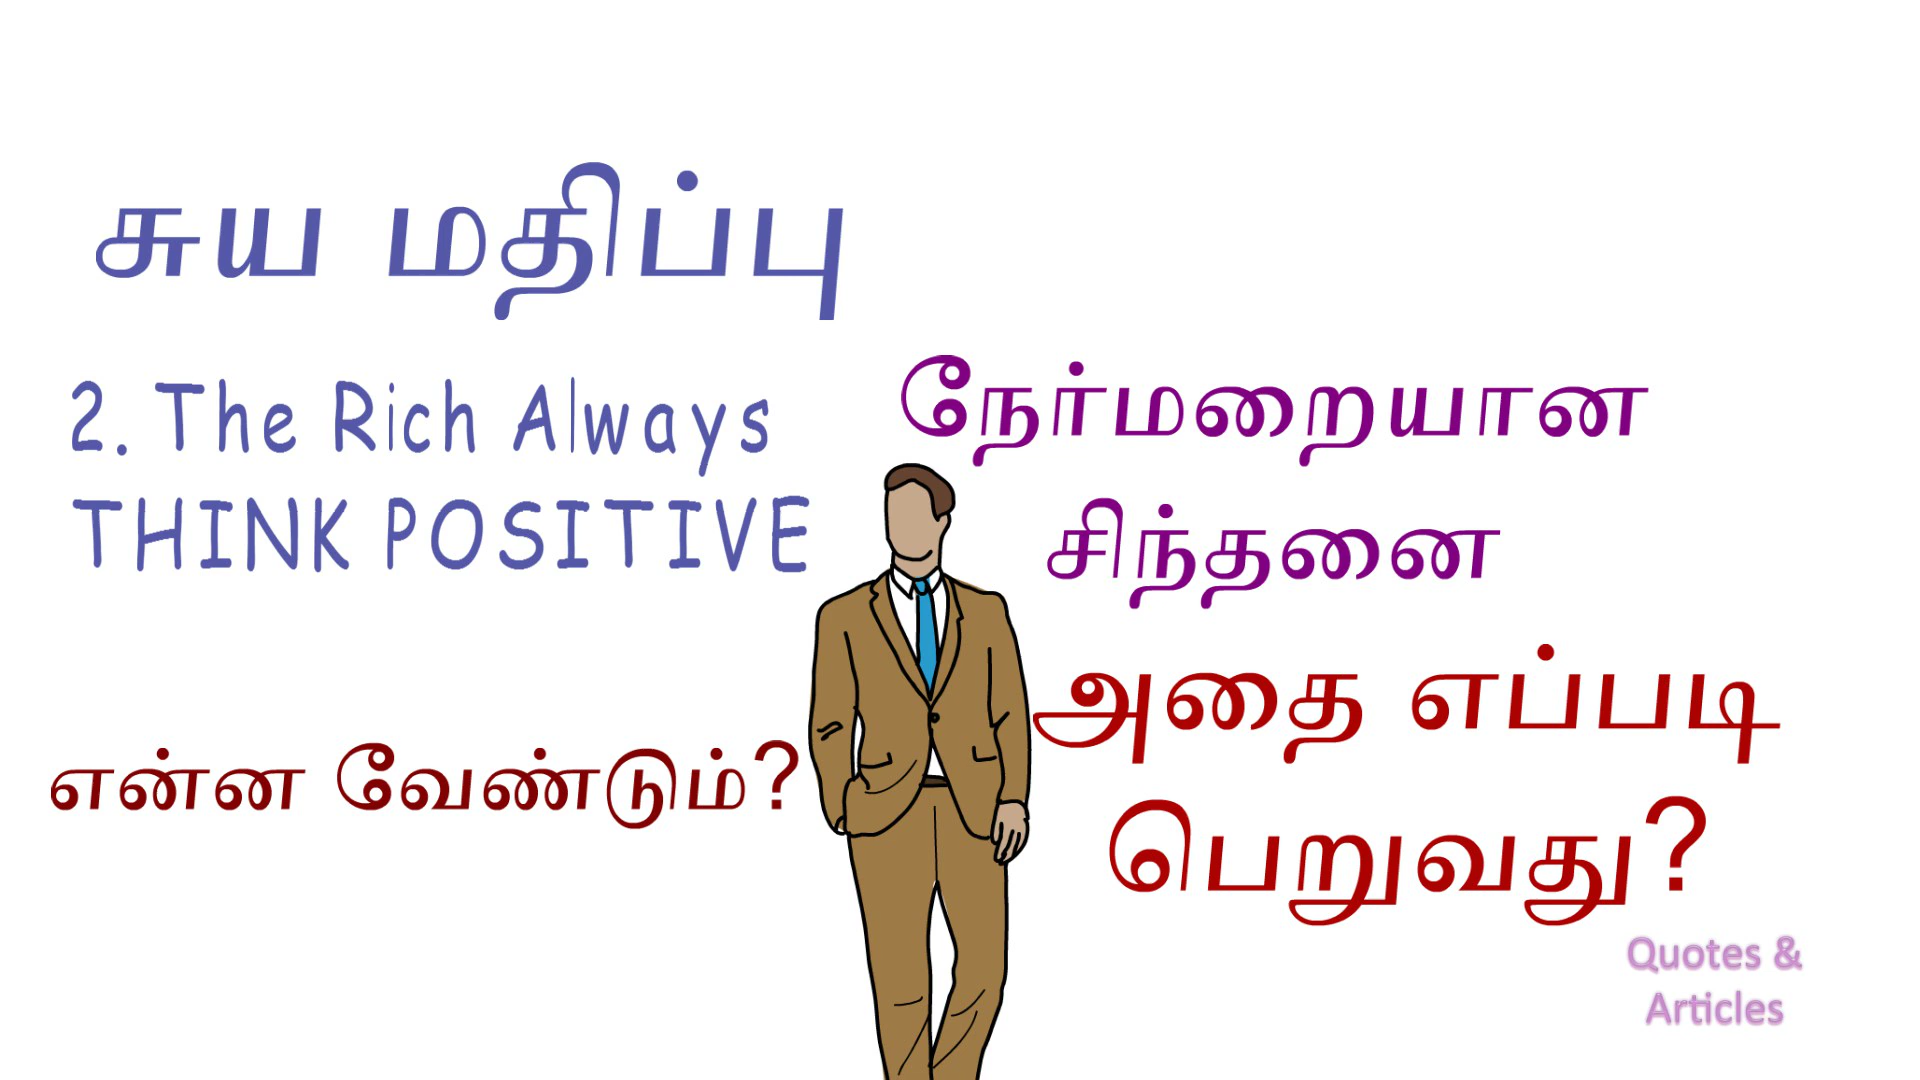 சுய மதிப்பு
2. The Rich Always
THINK POSITIVE
என்ன வேண்டும்?
நேர்மறையான
சிந்தனை
அதை எப்படி
பெறுவது?
Quotes &
Articles